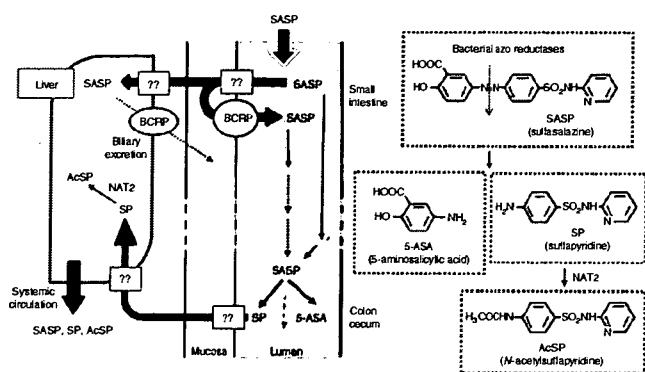 SASP
Liver
SASP
??
??
SASP
BCRP
BCRP
SASP
Biliary
excretion
AcSP
NAT2
SP
??
Systemic
circulation
SASP, SP, AcSP
??
SASP
SP
5-ASA
Mucosa
Lumen
Small
intestine
Colon
cecum
Bacterial azo reductases
HOOC
HO
N=N
SO₂NH
N
SASP
(sulfasalazine)
HOOC
HO
NH₂
5-ASA
(5-aminosalicylic acid)
H₂N
SO₂NH
N
SP
(sulfapyridine)
NAT2
H₃COCHN
SO₂NH
N
AcSP
(N-acetylsulfapyridine)